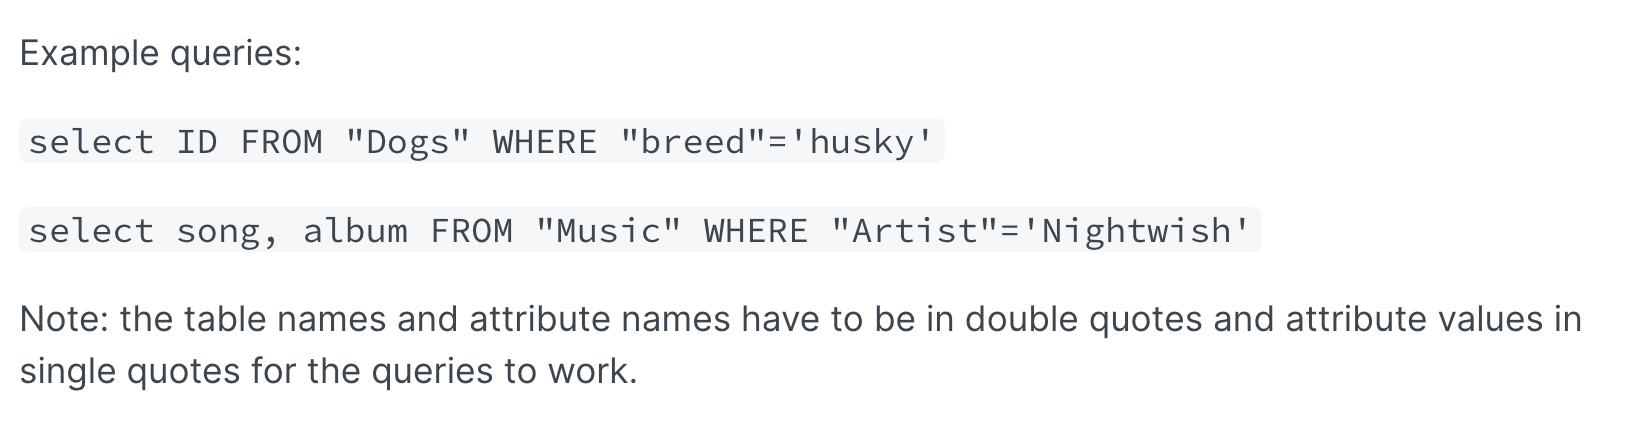 Example queries:
select ID FROM "Dogs" WHERE "breed"='husky'
select song, album FROM "Music" WHERE "Artist"='Nightwish'
Note: the table names and attribute names have to be in double quotes and attribute values in
single quotes for the queries to work.